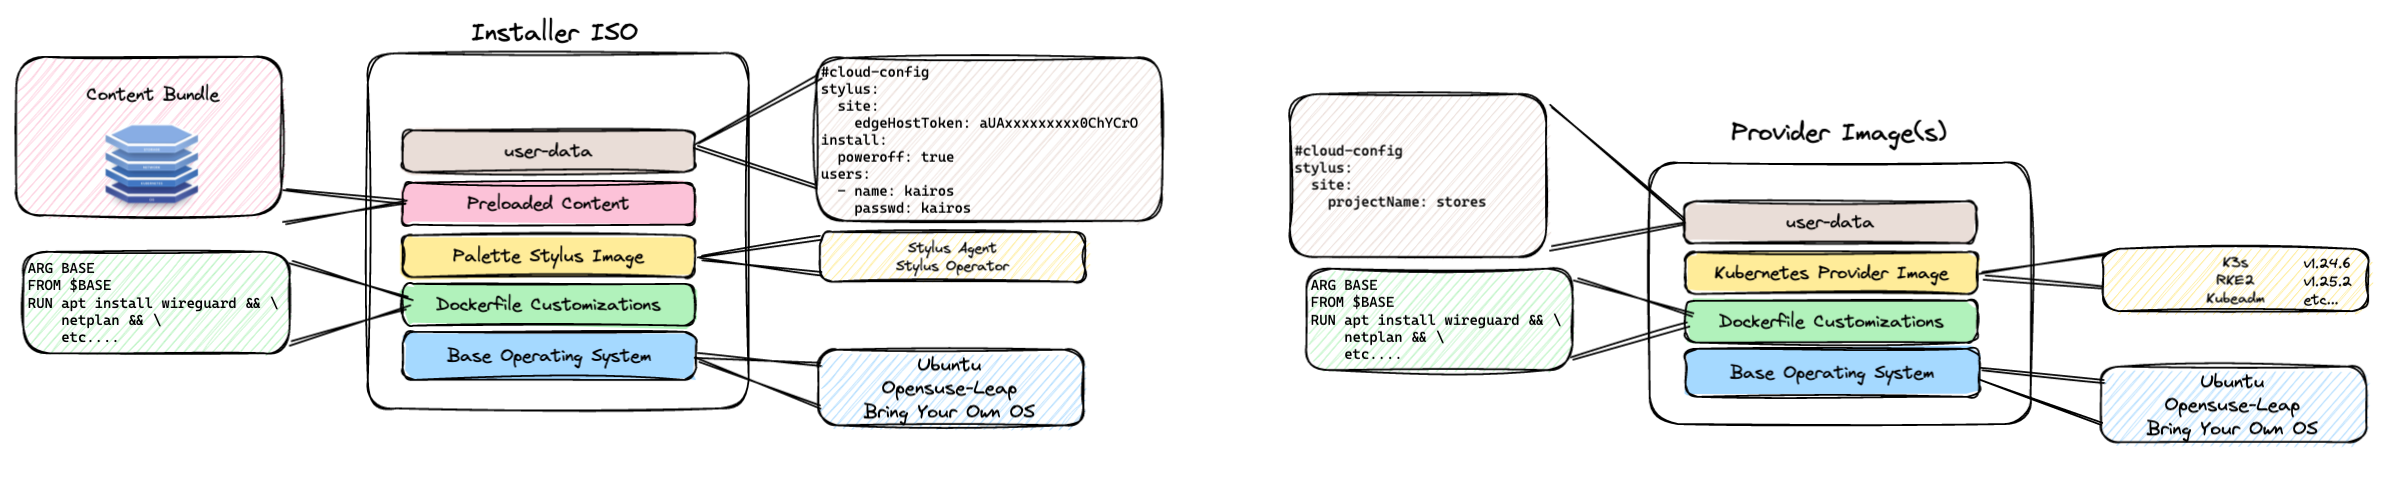 Installer ISO
Content Bundle
user-data
Preloaded Content
Palette Stylus Image
Dockerfile Customizations
Base Operating System
#cloud-config
stylus:
  site:
    edgeHostToken: aUAxxxxxxxxx0ChYCrO
install:
  poweroff: true
users:
  - name: kairos
    passwd: kairos
Stylus Agent
Stylus Operator
ARG BASE
FROM $BASE
RUN apt install wireguard && \
    netplan && \
    etc....
Ubuntu
Opensuse-Leap
Bring Your Own OS
Provider Image(s)
#cloud-config
stylus:
  site:
    projectName: stores
user-data
Kubernetes Provider Image
Dockerfile Customizations
Base Operating System
K3s v1.24.6
RKE2 v1.25.2
Kubeadm etc...
ARG BASE
FROM $BASE
RUN apt install wireguard && \
    netplan && \
    etc....
Ubuntu
Opensuse-Leap
Bring Your Own OS